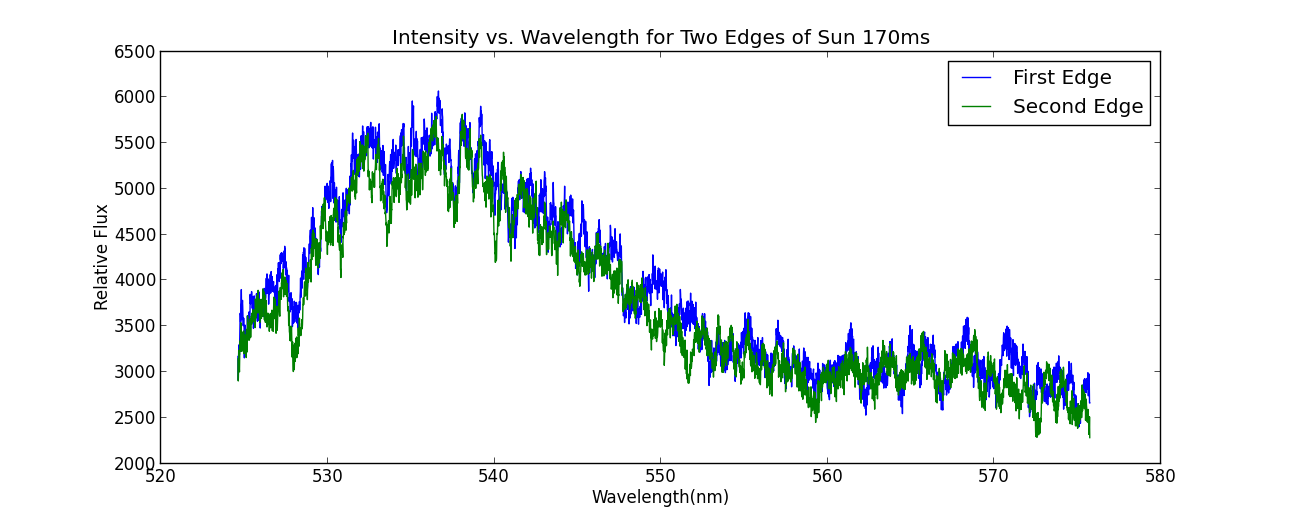 Intensity vs. Wavelength for Two Edges of Sun 170ms
6500
6000
5500
5000
4500
4000
3500
3000
2500
2000
Relative Flux
First Edge
Second Edge
520 530 540 550 560 570 580
Wavelength(nm)